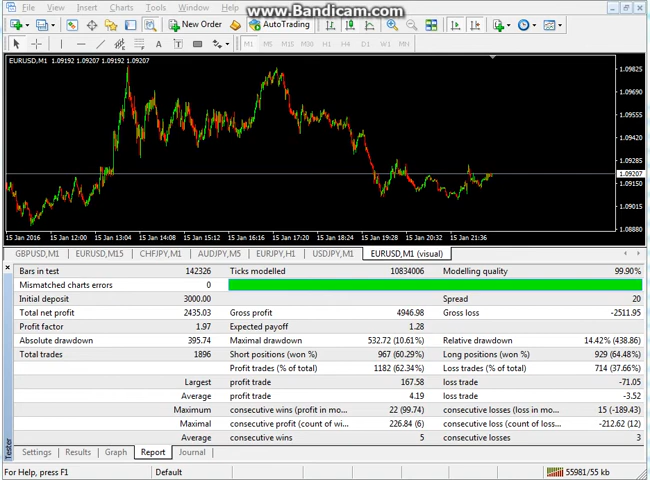 www.Bandicam.com
File View Insert Charts Tools Window Help
New Order AutoTrading
A T M1 M5 M15 M30 H1 H4 D1 W1 MN
EURUSD,M1 1.09192 1.09207 1.09192 1.09207
1.09825
1.09690
1.09555
1.09420
1.09285
1.09207
1.09150
1.09015
1.08880
15 Jan 2016 15 Jan 12:00 15 Jan 13:04 15 Jan 14:08 15 Jan 15:12 15 Jan 16:16 15 Jan 17:20 15 Jan 18:24 15 Jan 19:28 15 Jan 20:32 15 Jan 21:36
GBPUSD,M1 EURUSD,M15 CHFJPY,M1 AUDJPY,M5 EURJPY,H1 USDJPY,M1 EURUSD,M1 (visual)
Bars in test 142326 Ticks modelled 10834006 Modelling quality 99.90%
Mismatched charts errors 0
Initial deposit 3000.00 Spread 20
Total net profit 2435.03 Gross profit 4946.98 Gross loss -2511.95
Profit factor 1.97 Expected payoff 1.28
Absolute drawdown 395.74 Maximal drawdown 532.72 (10.61%) Relative drawdown 14.42% (438.86)
Total trades 1896 Short positions (won %) 967 (60.29%) Long positions (won %) 929 (64.48%)
Profit trades (% of total) 1182 (62.34%) Loss trades (% of total) 714 (37.66%)
Largest profit trade 167.58 loss trade -71.05
Average profit trade 4.19 loss trade -3.52
Maximum consecutive wins (profit in mo... 22 (99.74) consecutive losses (loss in mo... 15 (-189.43)
Maximal consecutive profit (count of wi... 226.84 (6) consecutive loss (count of loss... -212.62 (12)
Average consecutive wins 5 consecutive losses 3
Tester
Settings Results Graph Report Journal
For Help, press F1 Default 55981/55 kb